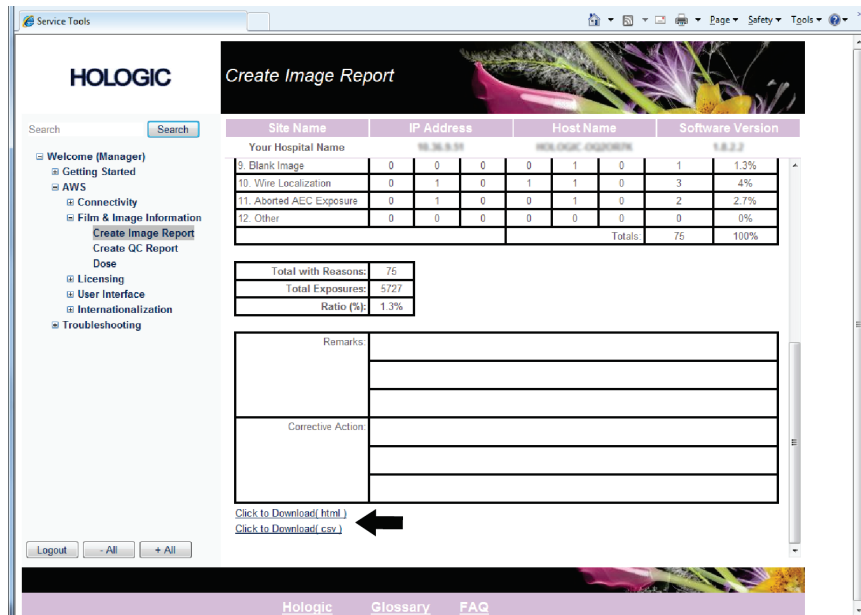 Service Tools
Page Safety Tools
HOLOGIC
Create Image Report
Search Search
Site Name IP Address Host Name Software Version
Your Hospital Name
Welcome (Manager)
Getting Started
AWS
Connectivity
Film & Image Information
Create Image Report
Create QC Report
Dose
Licensing
User Interface
Internationalization
Troubleshooting
9. Blank Image 0 0 0 0 1 0 1 1.3%
10. Wire Localization 0 1 0 1 1 0 3 4%
11. Aborted AEC Exposure 0 1 0 0 1 0 2 2.7%
12. Other 0 0 0 0 0 0 0 0%
Totals: 75 100%
Total with Reasons: 75
Total Exposures: 5727
Ratio (%): 1.3%
Remarks:
Corrective Action:
Click to Download( html )
Click to Download( csv )
Logout - All + All
Hologic Glossary FAQ